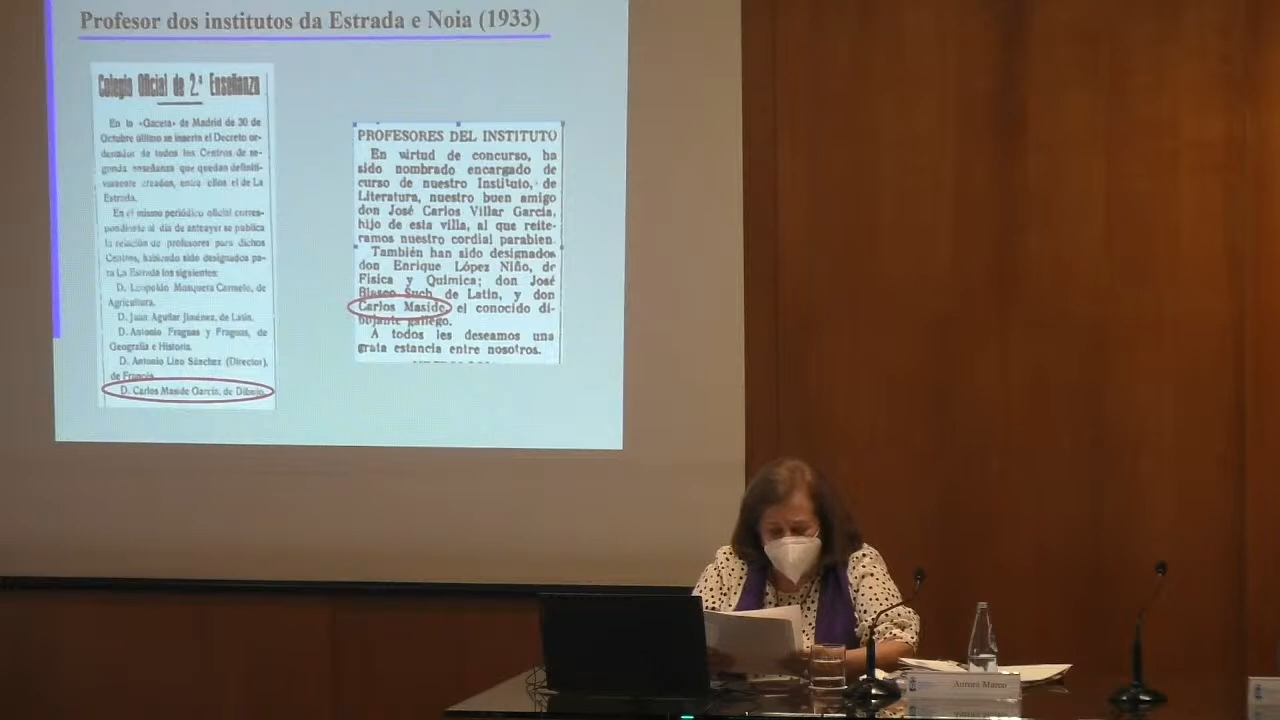 Profesor dos institutos da Estrada e Noia (1933)
Colegio Oficial de 2.ª Enseñanza
En la «Gaceta» de Madrid de 30 de
Octubre último se inserta el Decreto or-
denador de todos los Centros de se-
gunda enseñanza que quedan definiti-
vamente creados, entre ellos el de La
Estrada.
En el mismo periódico oficial corres-
pondiente al día de anteayer se publica
la relación de profesores para dichos
Centros, habiendo sido designados pa-
ra La Estrada los siguientes:
D. Leopoldo Mosquera Carmelo, de
Agricultura.
D. Juan Aguilar Jiménez, de Latín.
D. Antonio Fraguas y Fraguas, de
Geografía e Historia.
D. Antonio Lino Sánchez (Director),
de Francés.
D. Carlos Maside García, de Dibujo.
PROFESORES DEL INSTITUTO
En virtud de concurso, ha
sido nombrado encargado de
curso de nuestro Instituto, de
Literatura, nuestro buen amigo
don José Carlos Villar García,
hijo de esta villa, al que reite-
ramos nuestro cordial parabien.
También han sido designados
don Enrique López Niño, de
Física y Química; don José
Blasco Such, de Latín, y don
Carlos Maside, el conocido di-
bujante gallego.
A todos les deseamos una
grata estancia entre nosotros.
Aurora Marco